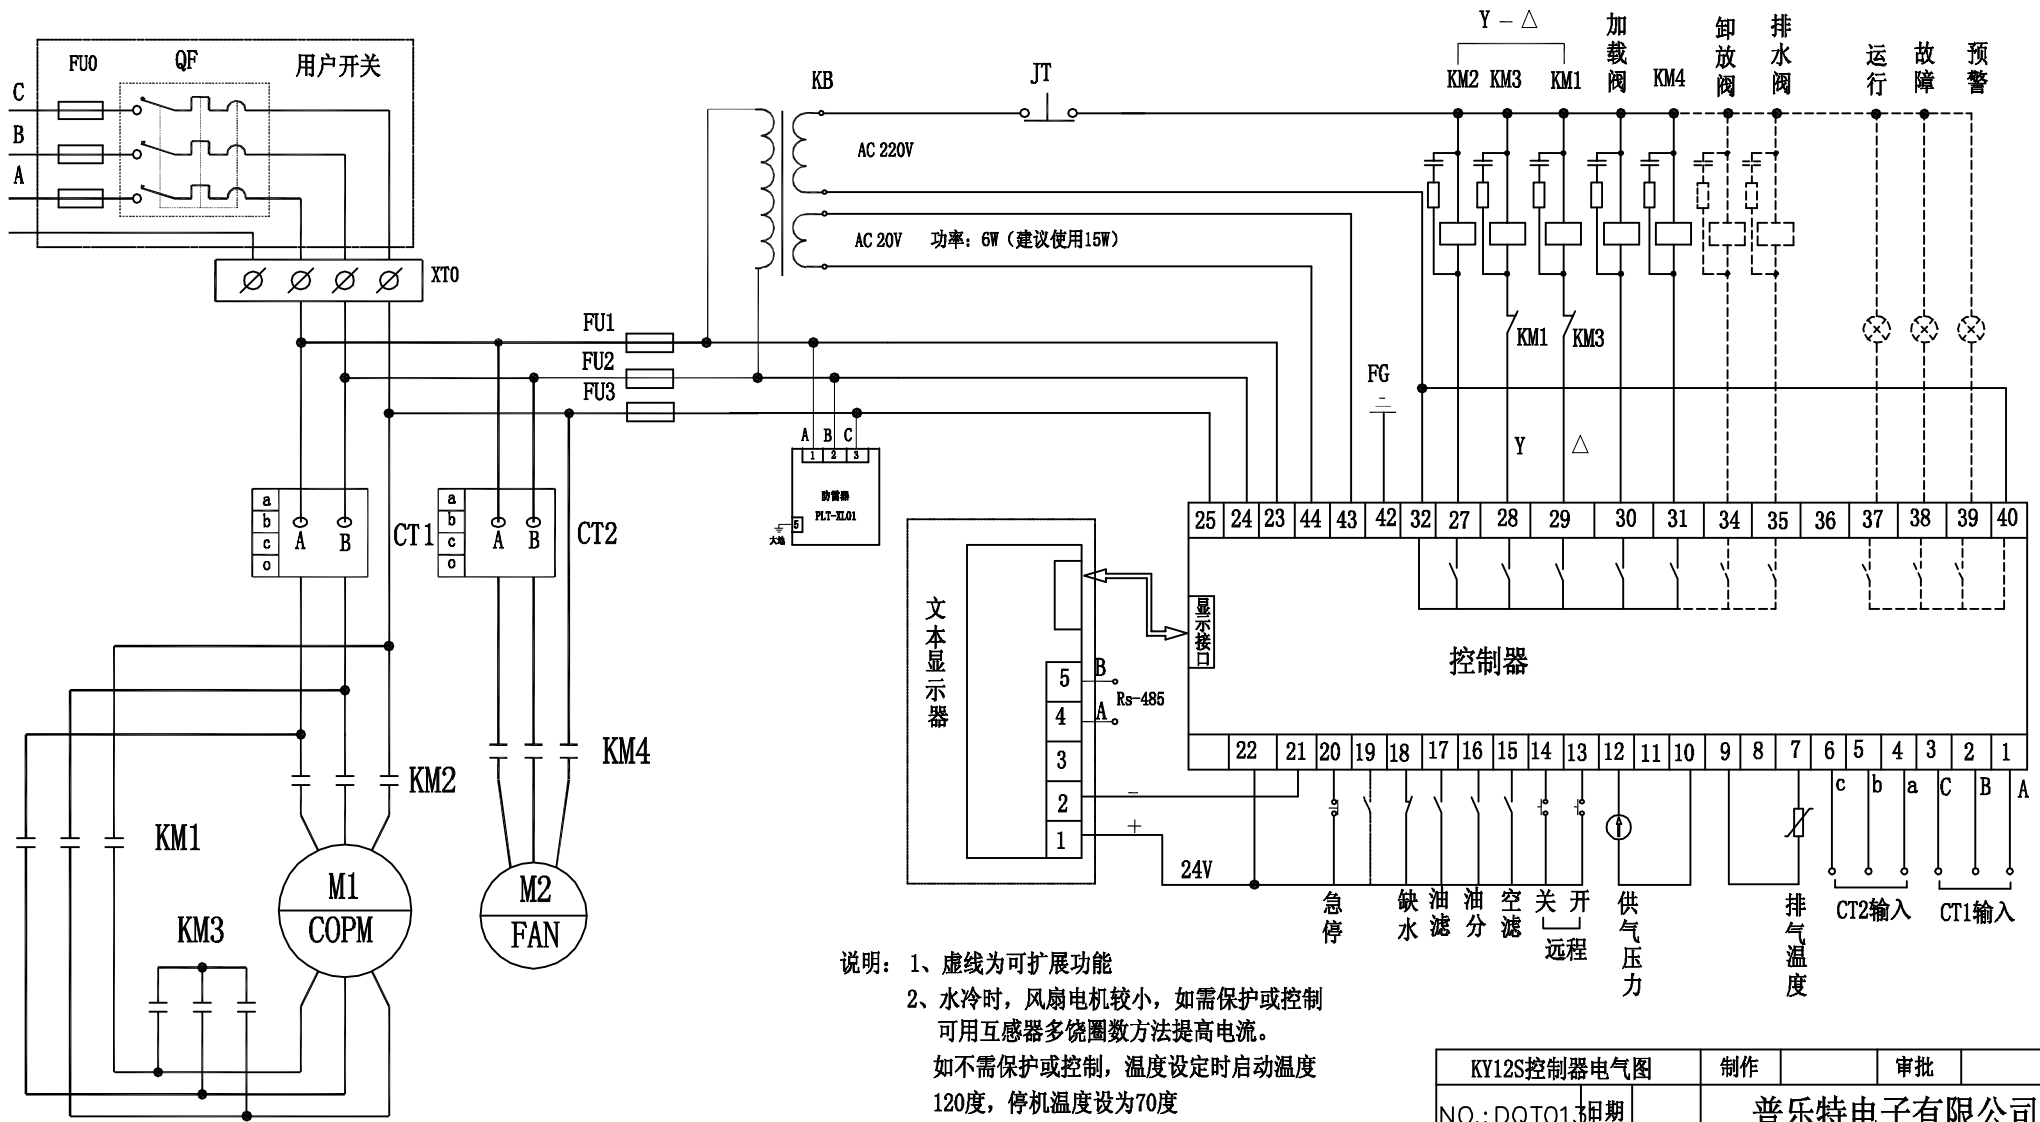 FU0 QF 用户开关
C
B
A
XT0
KB
JT
AC 220V
AC 20V 功率：6W（建议使用15W）
Y － △
KM2 KM3 KM1 加载阀 KM4 卸放阀 排水阀 运行 故障 预警
KM1 KM3
Y △
FG
FU1
FU2
FU3
A B C
1 2 3
防雷器
PLT-XL01
5
大地
a
b
c
o
A B
CT1
a
b
c
o
A B
CT2
25 24 23 44 43 42 32 27 28 29 30 31 34 35 36 37 38 39 40
文本显示器
显示接口
控制器
5 B
Rs-485
4 A
3
2 －
1 +
24V
22 21 20 19 18 17 16 15 14 13 12 11 10 9 8 7 6 5 4 3 2 1
c b a C B A
急停 缺水 油滤 油分 空滤 关 开 供气压力 排气温度 CT2输入 CT1输入
远程
KM4
KM2
KM1
M1
COPM
M2
FAN
KM3
说明： 1、虚线为可扩展功能
2、水冷时，风扇电机较小，如需保护或控制
可用互感器多饶圈数方法提高电流。
如不需保护或控制，温度设定时启动温度
120度，停机温度设为70度
KY12S控制器电气图 制作 审批
NO.:DQT013 日期 普乐特电子有限公司